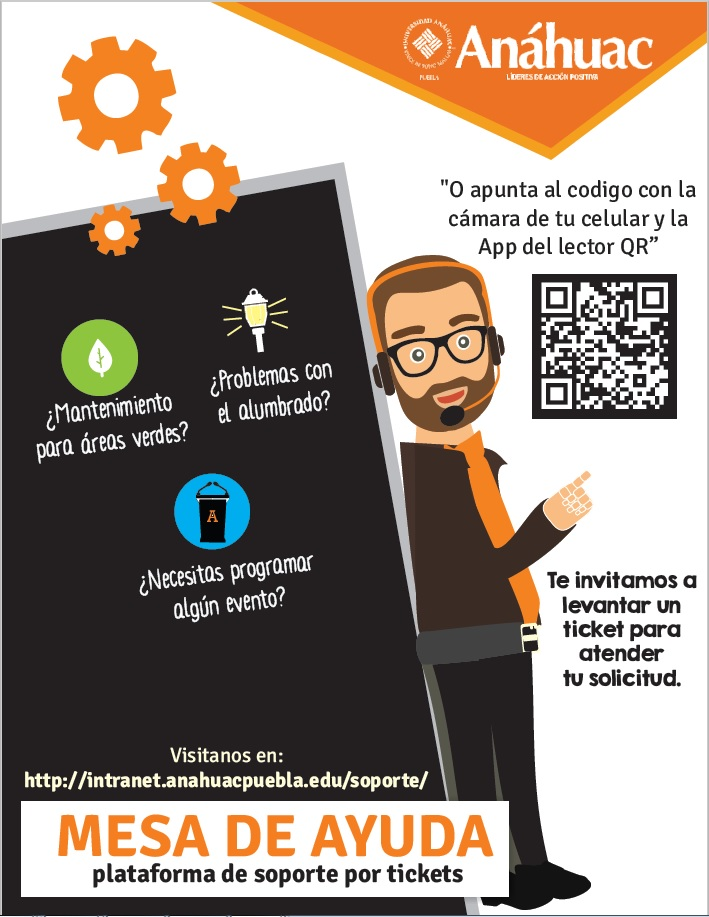 Anáhuac
PUEBLA
LÍDERES DE ACCIÓN POSITIVA
"O apunta al codigo con la
cámara de tu celular y la
App del lector QR”
¿Mantenimiento
para áreas verdes?
¿Problemas con
el alumbrado?
A
¿Necesitas programar
algún evento?
Te invitamos a
levantar un
ticket para
atender
tu solicitud.
Visitanos en:
http://intranet.anahuacpuebla.edu/soporte/
MESA DE AYUDA
plataforma de soporte por tickets